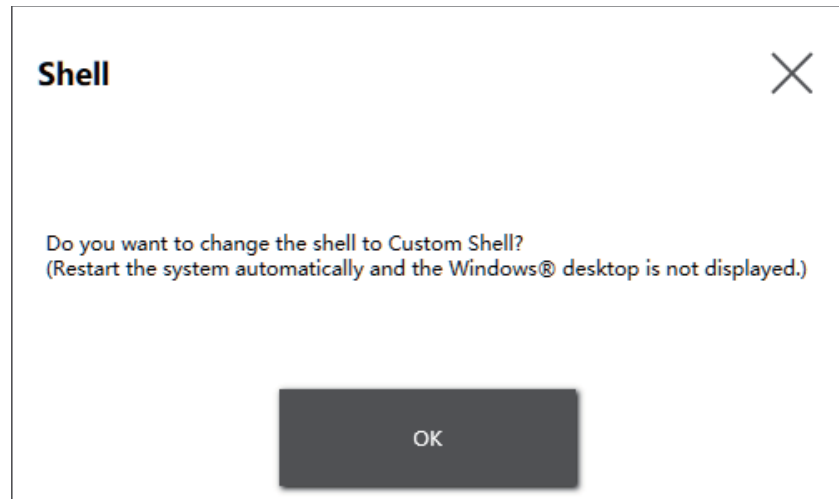 Shell
Do you want to change the shell to Custom Shell?
(Restart the system automatically and the Windows® desktop is not displayed.)
OK